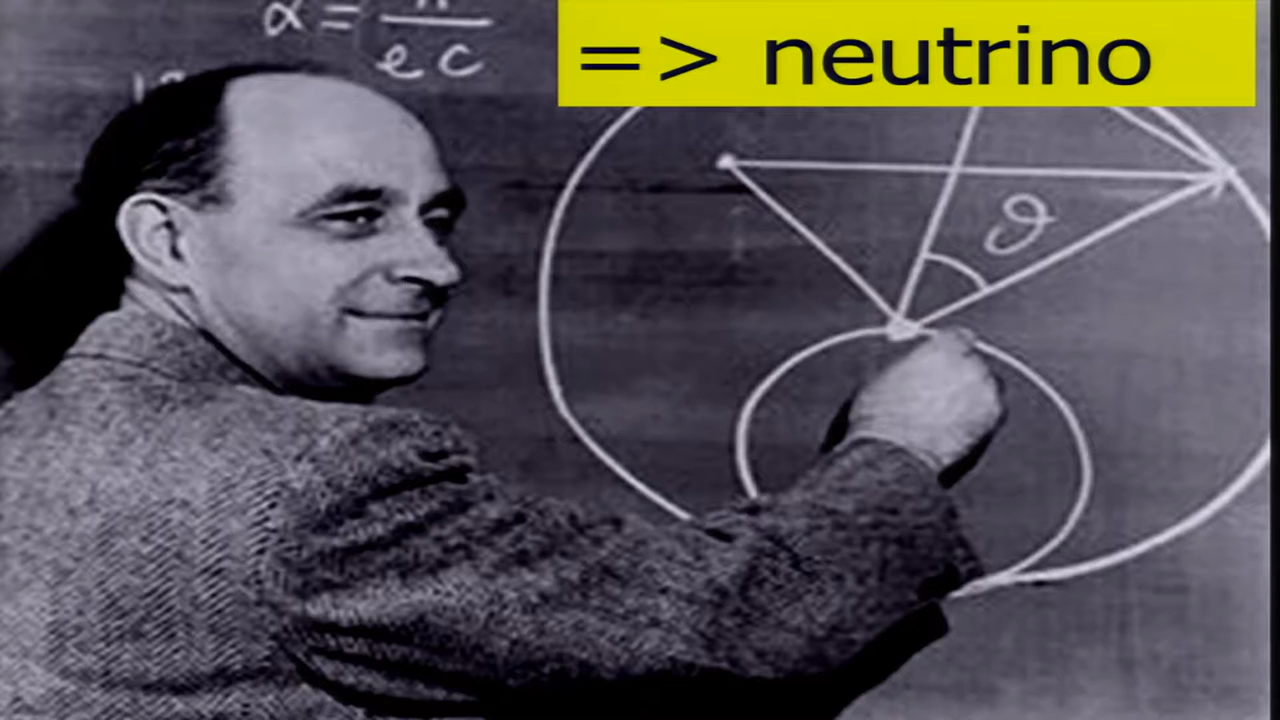 => neutrino
α =
e c
ϑ